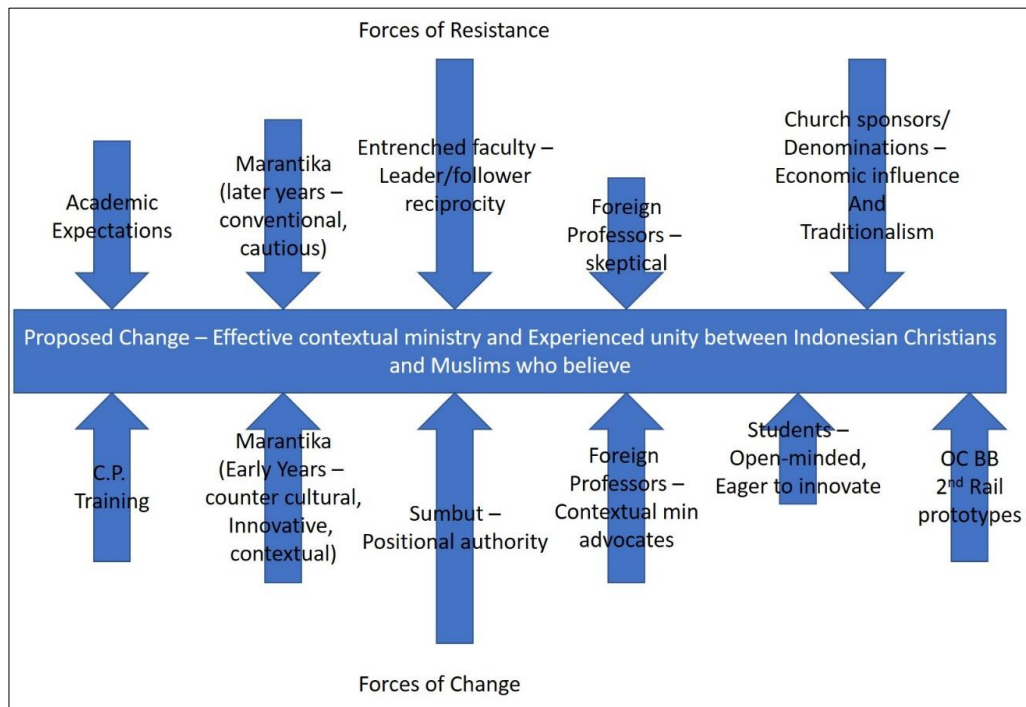 Forces of Resistance
Academic
Expectations
Marantika
(later years –
conventional,
cautious)
Entrenched faculty –
Leader/follower
reciprocity
Foreign
Professors –
skeptical
Church sponsors/
Denominations –
Economic influence
And
Traditionalism
Proposed Change – Effective contextual ministry and Experienced unity between Indonesian Christians
and Muslims who believe
C.P.
Training
Marantika
(Early Years –
counter cultural,
Innovative,
contextual)
Sumbut –
Positional authority
Foreign
Professors –
Contextual min
advocates
Students –
Open-minded,
Eager to innovate
OC BB
2nd Rail
prototypes
Forces of Change